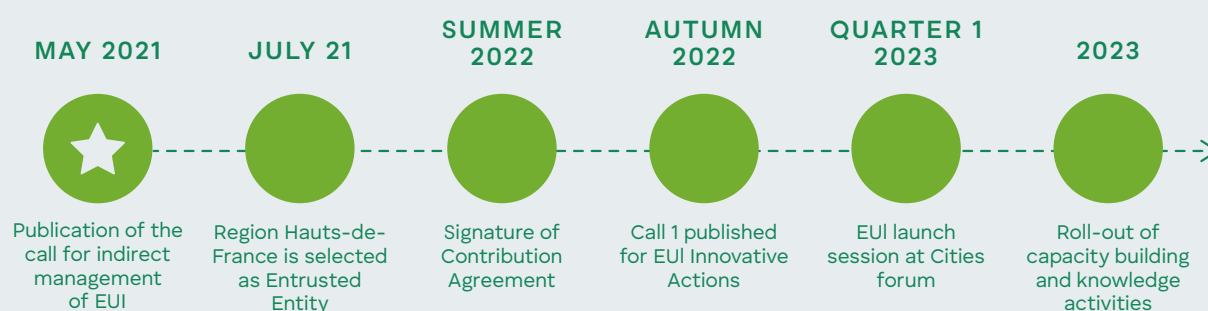 MAY 2021
Publication of the
call for indirect
management
of EUI
JULY 21
Region Hauts-de-
France is selected
as Entrusted
Entity
SUMMER
2022
Signature of
Contribution
Agreement
AUTUMN
2022
Call 1 published
for EUI Innovative
Actions
QUARTER 1
2023
EUI launch
session at Cities
forum
2023
Roll-out of
capacity building
and knowledge
activities